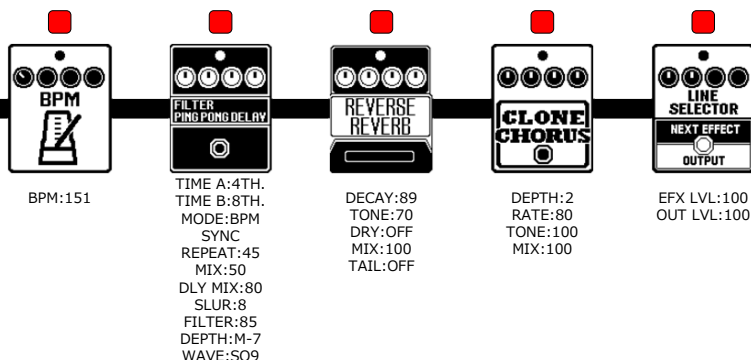 BPM
BPM:151
FILTER
PING PONG DELAY
TIME A:4TH.
TIME B:8TH.
MODE:BPM
SYNC
REPEAT:45
MIX:50
DLY MIX:80
SLUR:8
FILTER:85
DEPTH:M-7
WAVE:SQ9
REVERSE
REVERB
DECAY:89
TONE:70
DRY:OFF
MIX:100
TAIL:OFF
CLONE
CHORUS
DEPTH:2
RATE:80
TONE:100
MIX:100
LINE
SELECTOR
NEXT EFFECT
OUTPUT
EFX LVL:100
OUT LVL:100